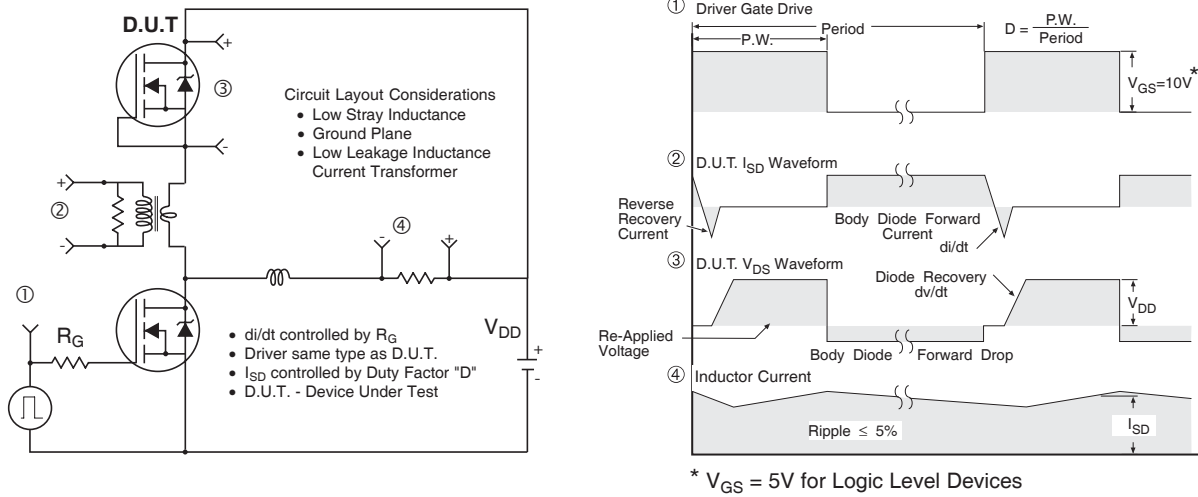 D.U.T
+
③
-
Circuit Layout Considerations
• Low Stray Inductance
• Ground Plane
• Low Leakage Inductance
Current Transformer
+
②
-
④
-
+
①
R_G
V_DD
+
-
• di/dt controlled by R_G
• Driver same type as D.U.T.
• I_SD controlled by Duty Factor "D"
• D.U.T. - Device Under Test
① Driver Gate Drive
P.W.
Period
D = P.W.
Period
V_GS=10V *
② D.U.T. I_SD Waveform
Reverse
Recovery
Current
Body Diode Forward
Current
di/dt
③ D.U.T. V_DS Waveform
Diode Recovery
dv/dt
V_DD
Re-Applied
Voltage
Body Diode Forward Drop
④ Inductor Current
Ripple ≤ 5%
I_SD
* V_GS = 5V for Logic Level Devices